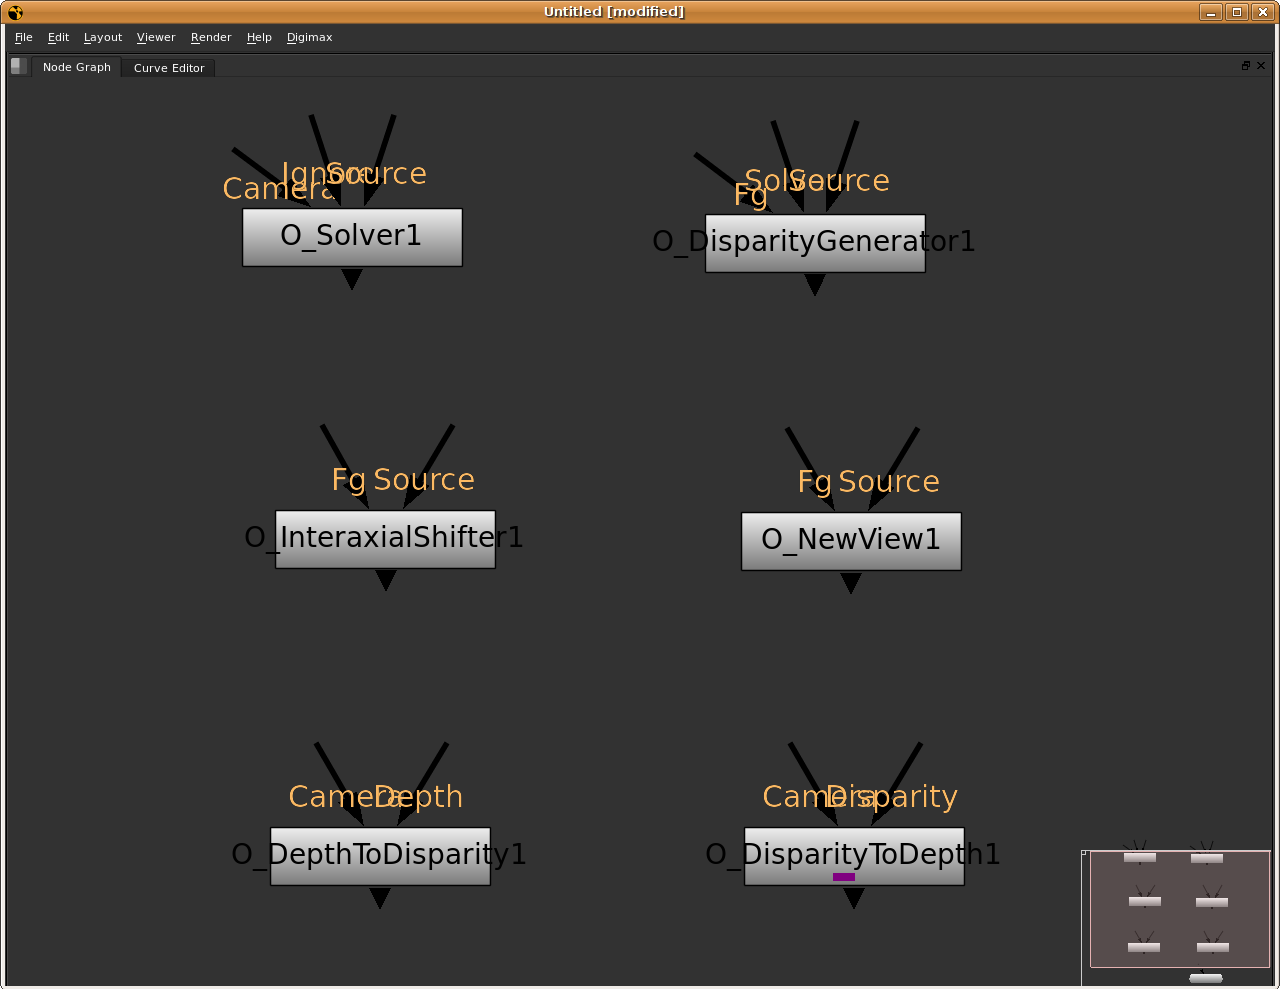 Untitled [modified]
File Edit Layout Viewer Render Help Digimax
Node Graph Curve Editor
Camera Ignore Source
O_Solver1
Fg Solver Source
O_DisparityGenerator1
Fg Source
O_InteraxialShifter1
Fg Source
O_NewView1
Camera Depth
O_DepthToDisparity1
Camera Disparity
O_DisparityToDepth1